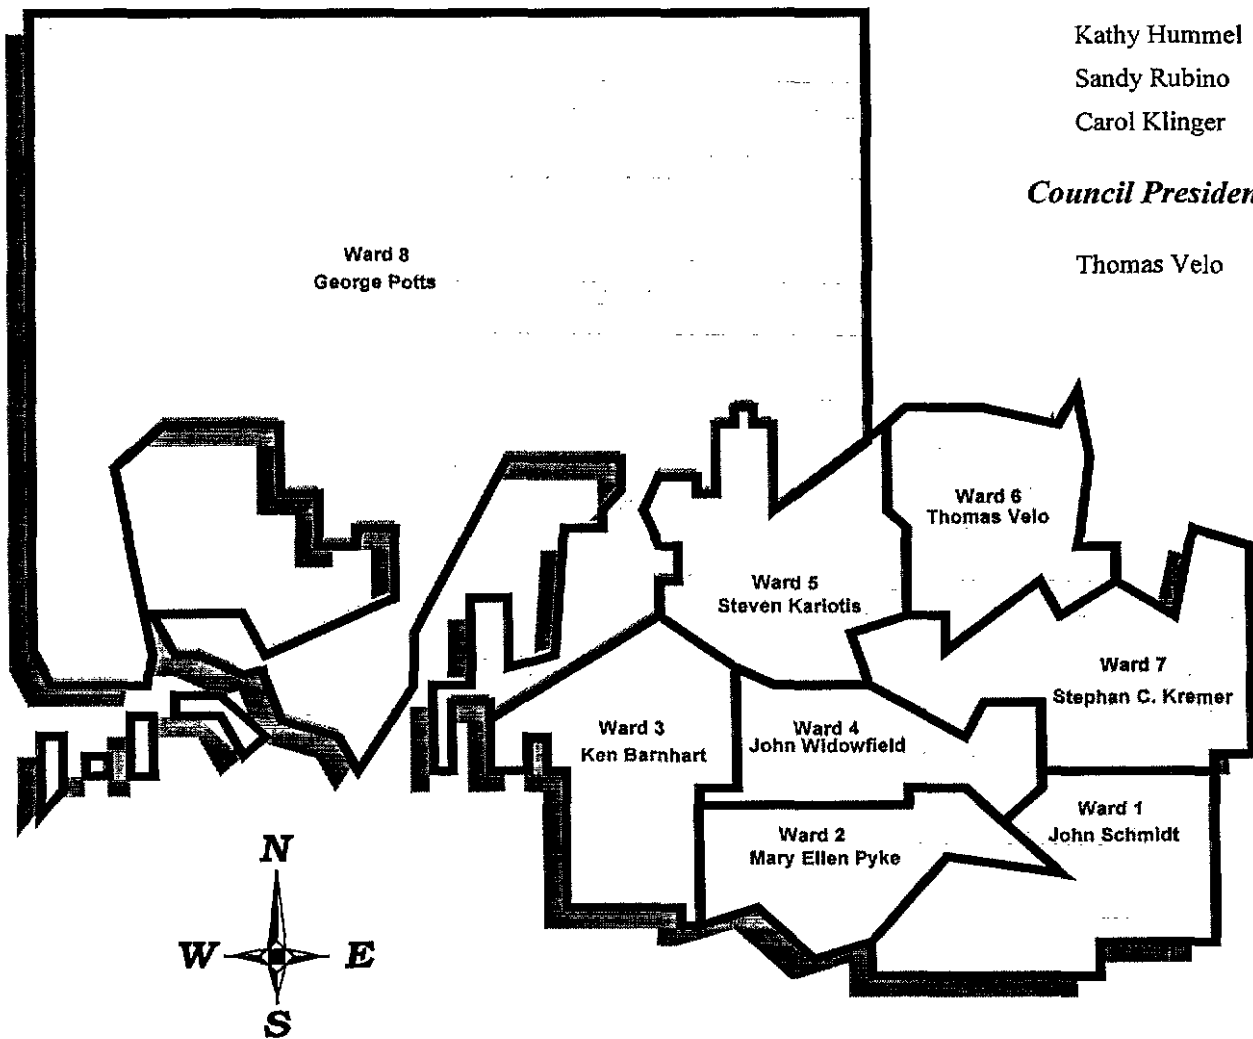 Kathy Hummel
Sandy Rubino
Carol Klinger
Council Presiden
Thomas Velo
Ward 8
George Potts
Ward 6
Thomas Velo
Ward 5
Steven Kariotis
Ward 7
Stephan C. Kremer
Ward 3
Ken Barnhart
Ward 4
John Widowfield
Ward 1
John Schmidt
Ward 2
Mary Ellen Pyke
N
W E
S